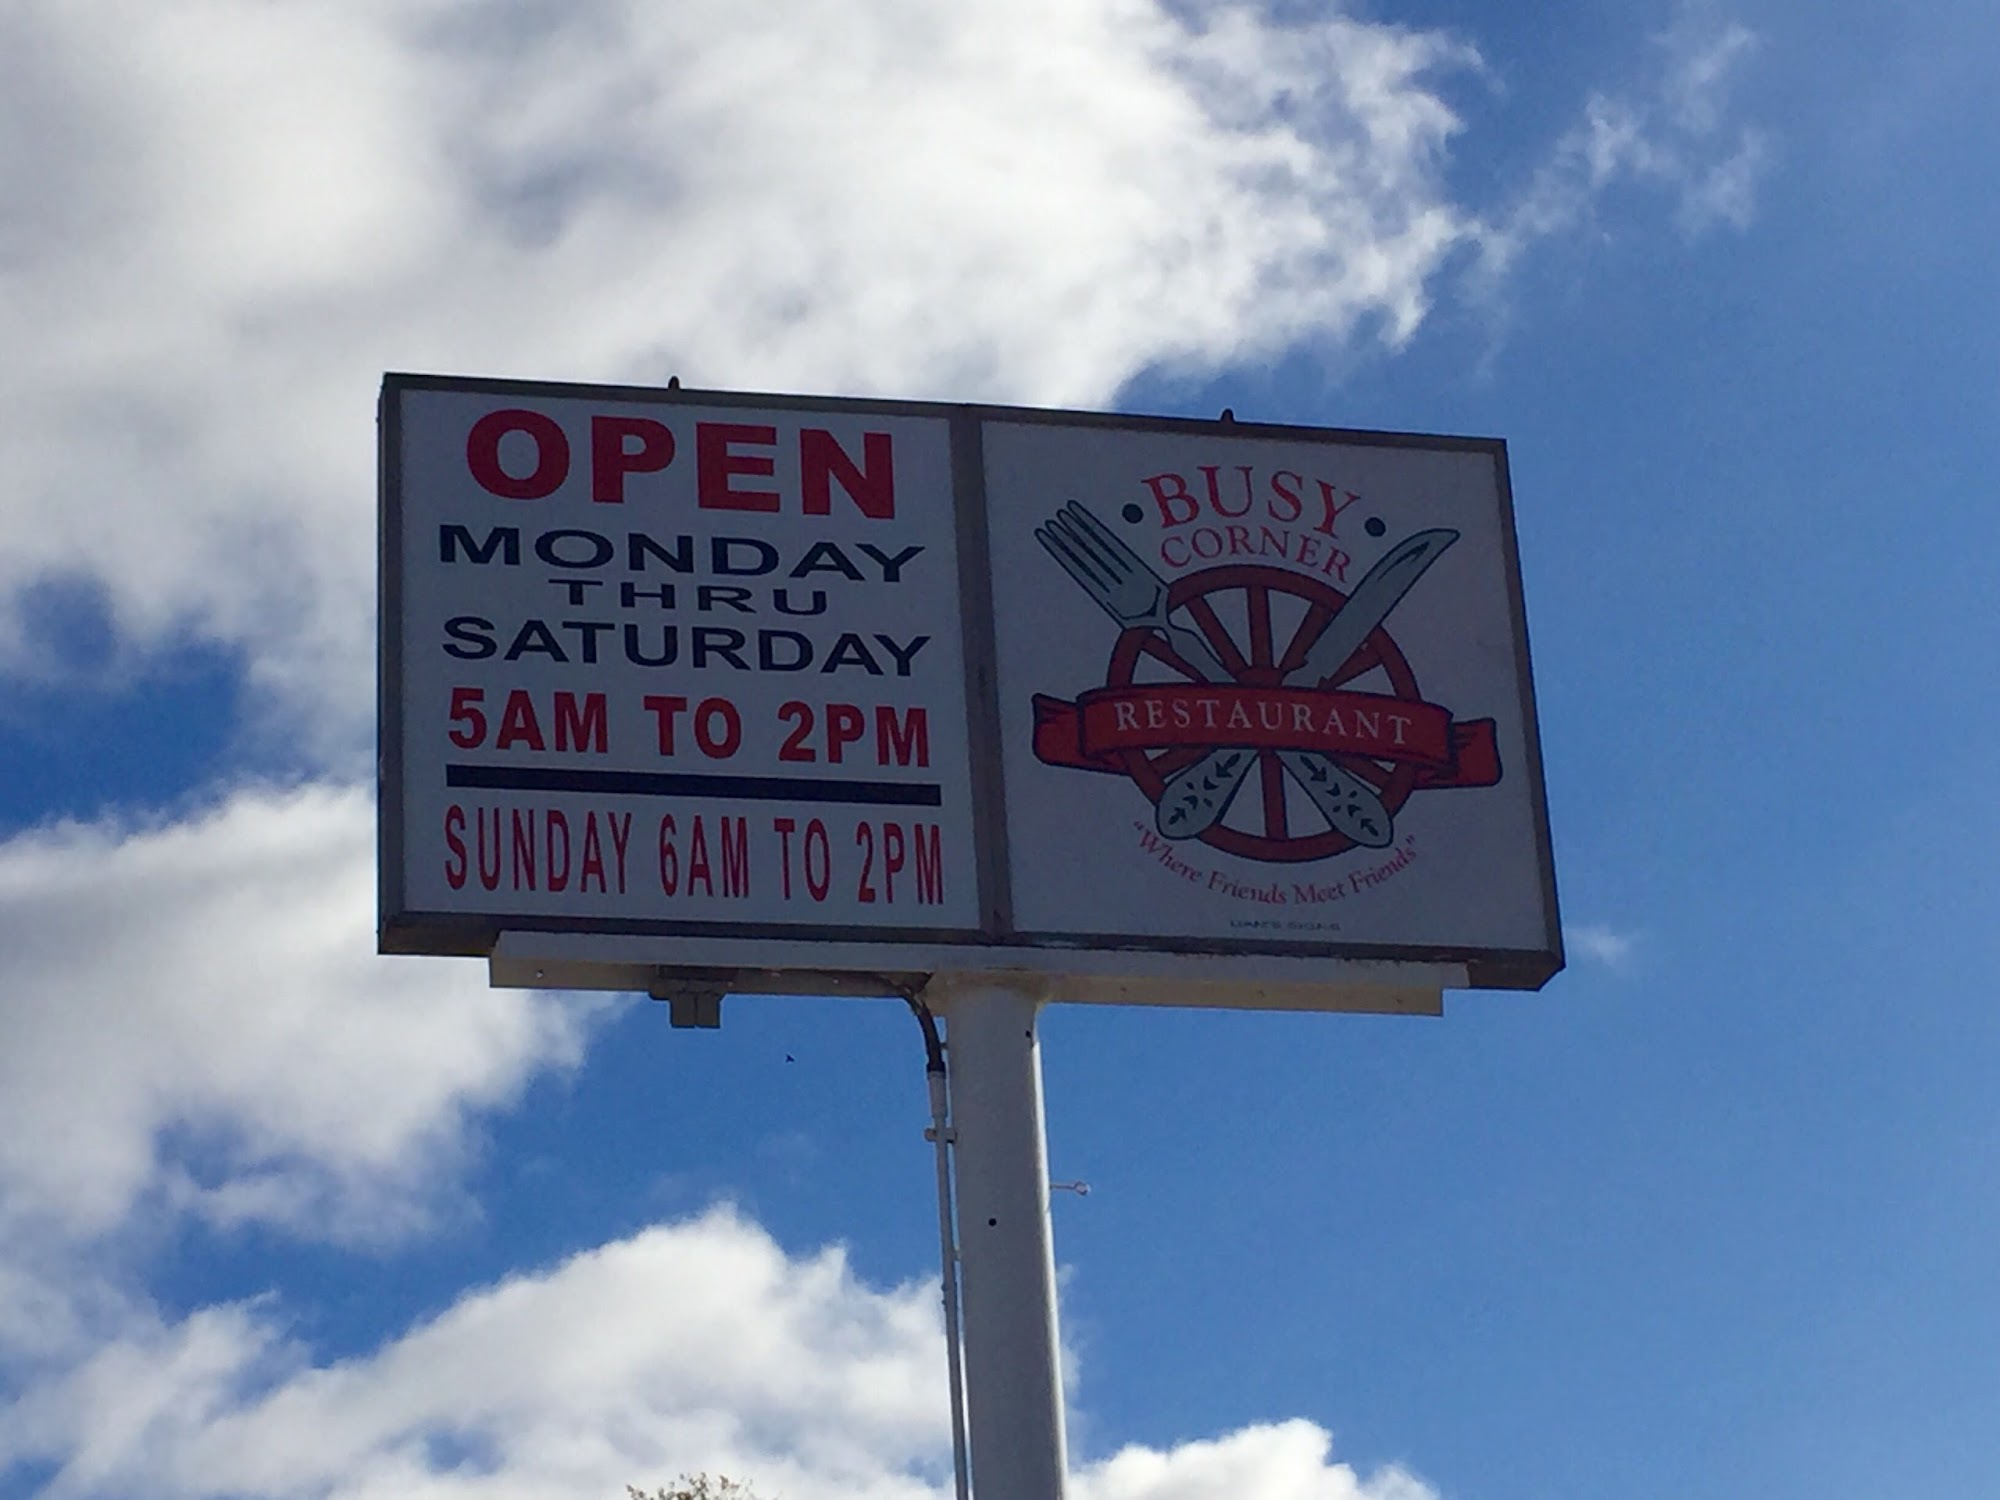 OPEN
MONDAY
THRU
SATURDAY
5AM TO 2PM
SUNDAY 6AM TO 2PM
• BUSY •
CORNER
RESTAURANT
"Where Friends Meet Friends"